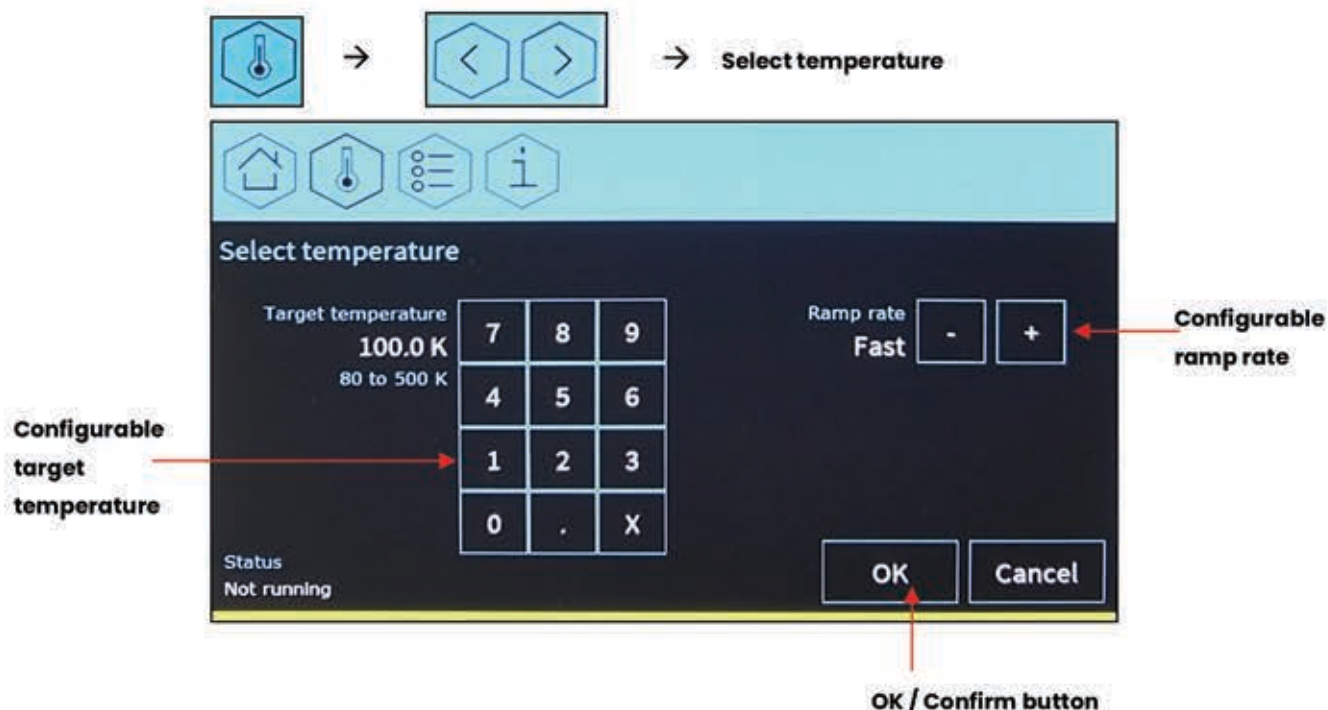 → → Select temperature
i
Select temperature
Target temperature
100.0 K
80 to 500 K
7 8 9
4 5 6
1 2 3
0 . X
Ramp rate
Fast
- +
Configurable
ramp rate
Configurable
target
temperature
Status
Not running
OK Cancel
OK / Confirm button